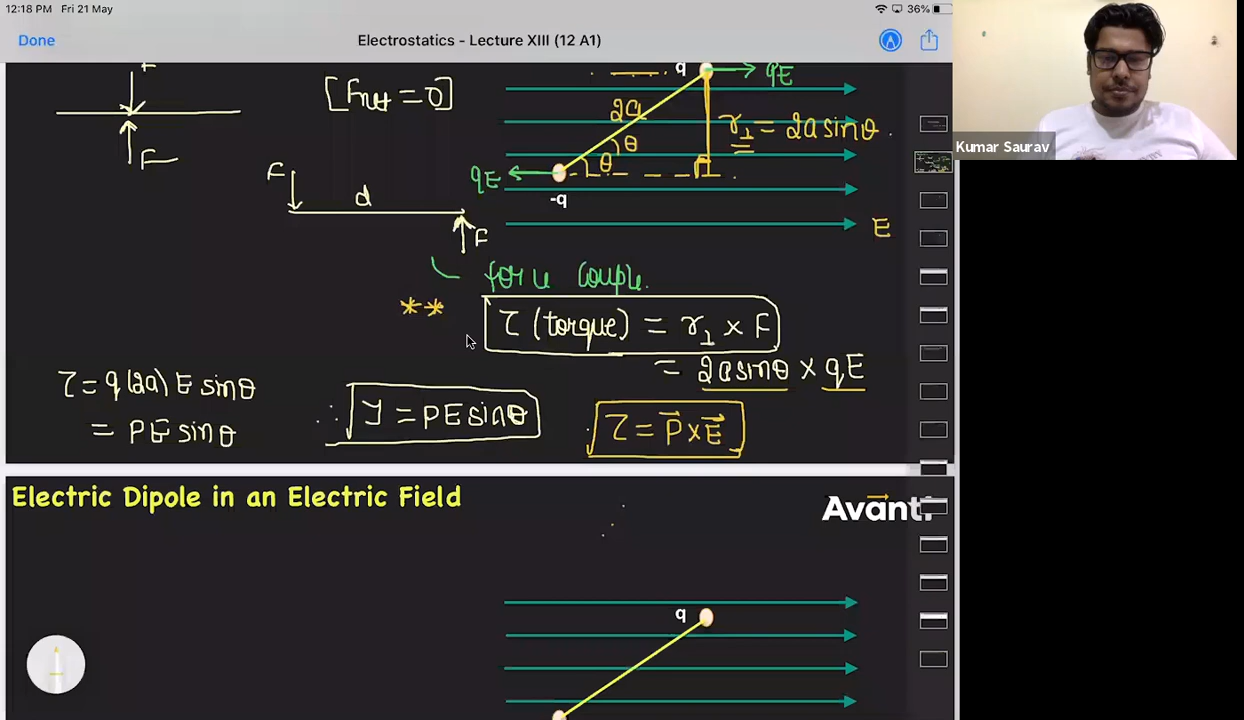 12:18 PM Fri 21 May
36%
Done
Electrostatics - Lecture XIII (12 A1)
Kumar Saurav
F
[Fnet = 0]
F
q
qE
2a
θ
θ
r⊥ = 2a sinθ
qE
-q
E
F
d
F
force couple.
**
τ (torque) = r⊥ × F
= 2a sinθ × qE
τ = q(2a) E sinθ
= PE sinθ
∴ τ = PE sinθ
τ = P⃗ × E⃗
Electric Dipole in an Electric Field
Avanti
q